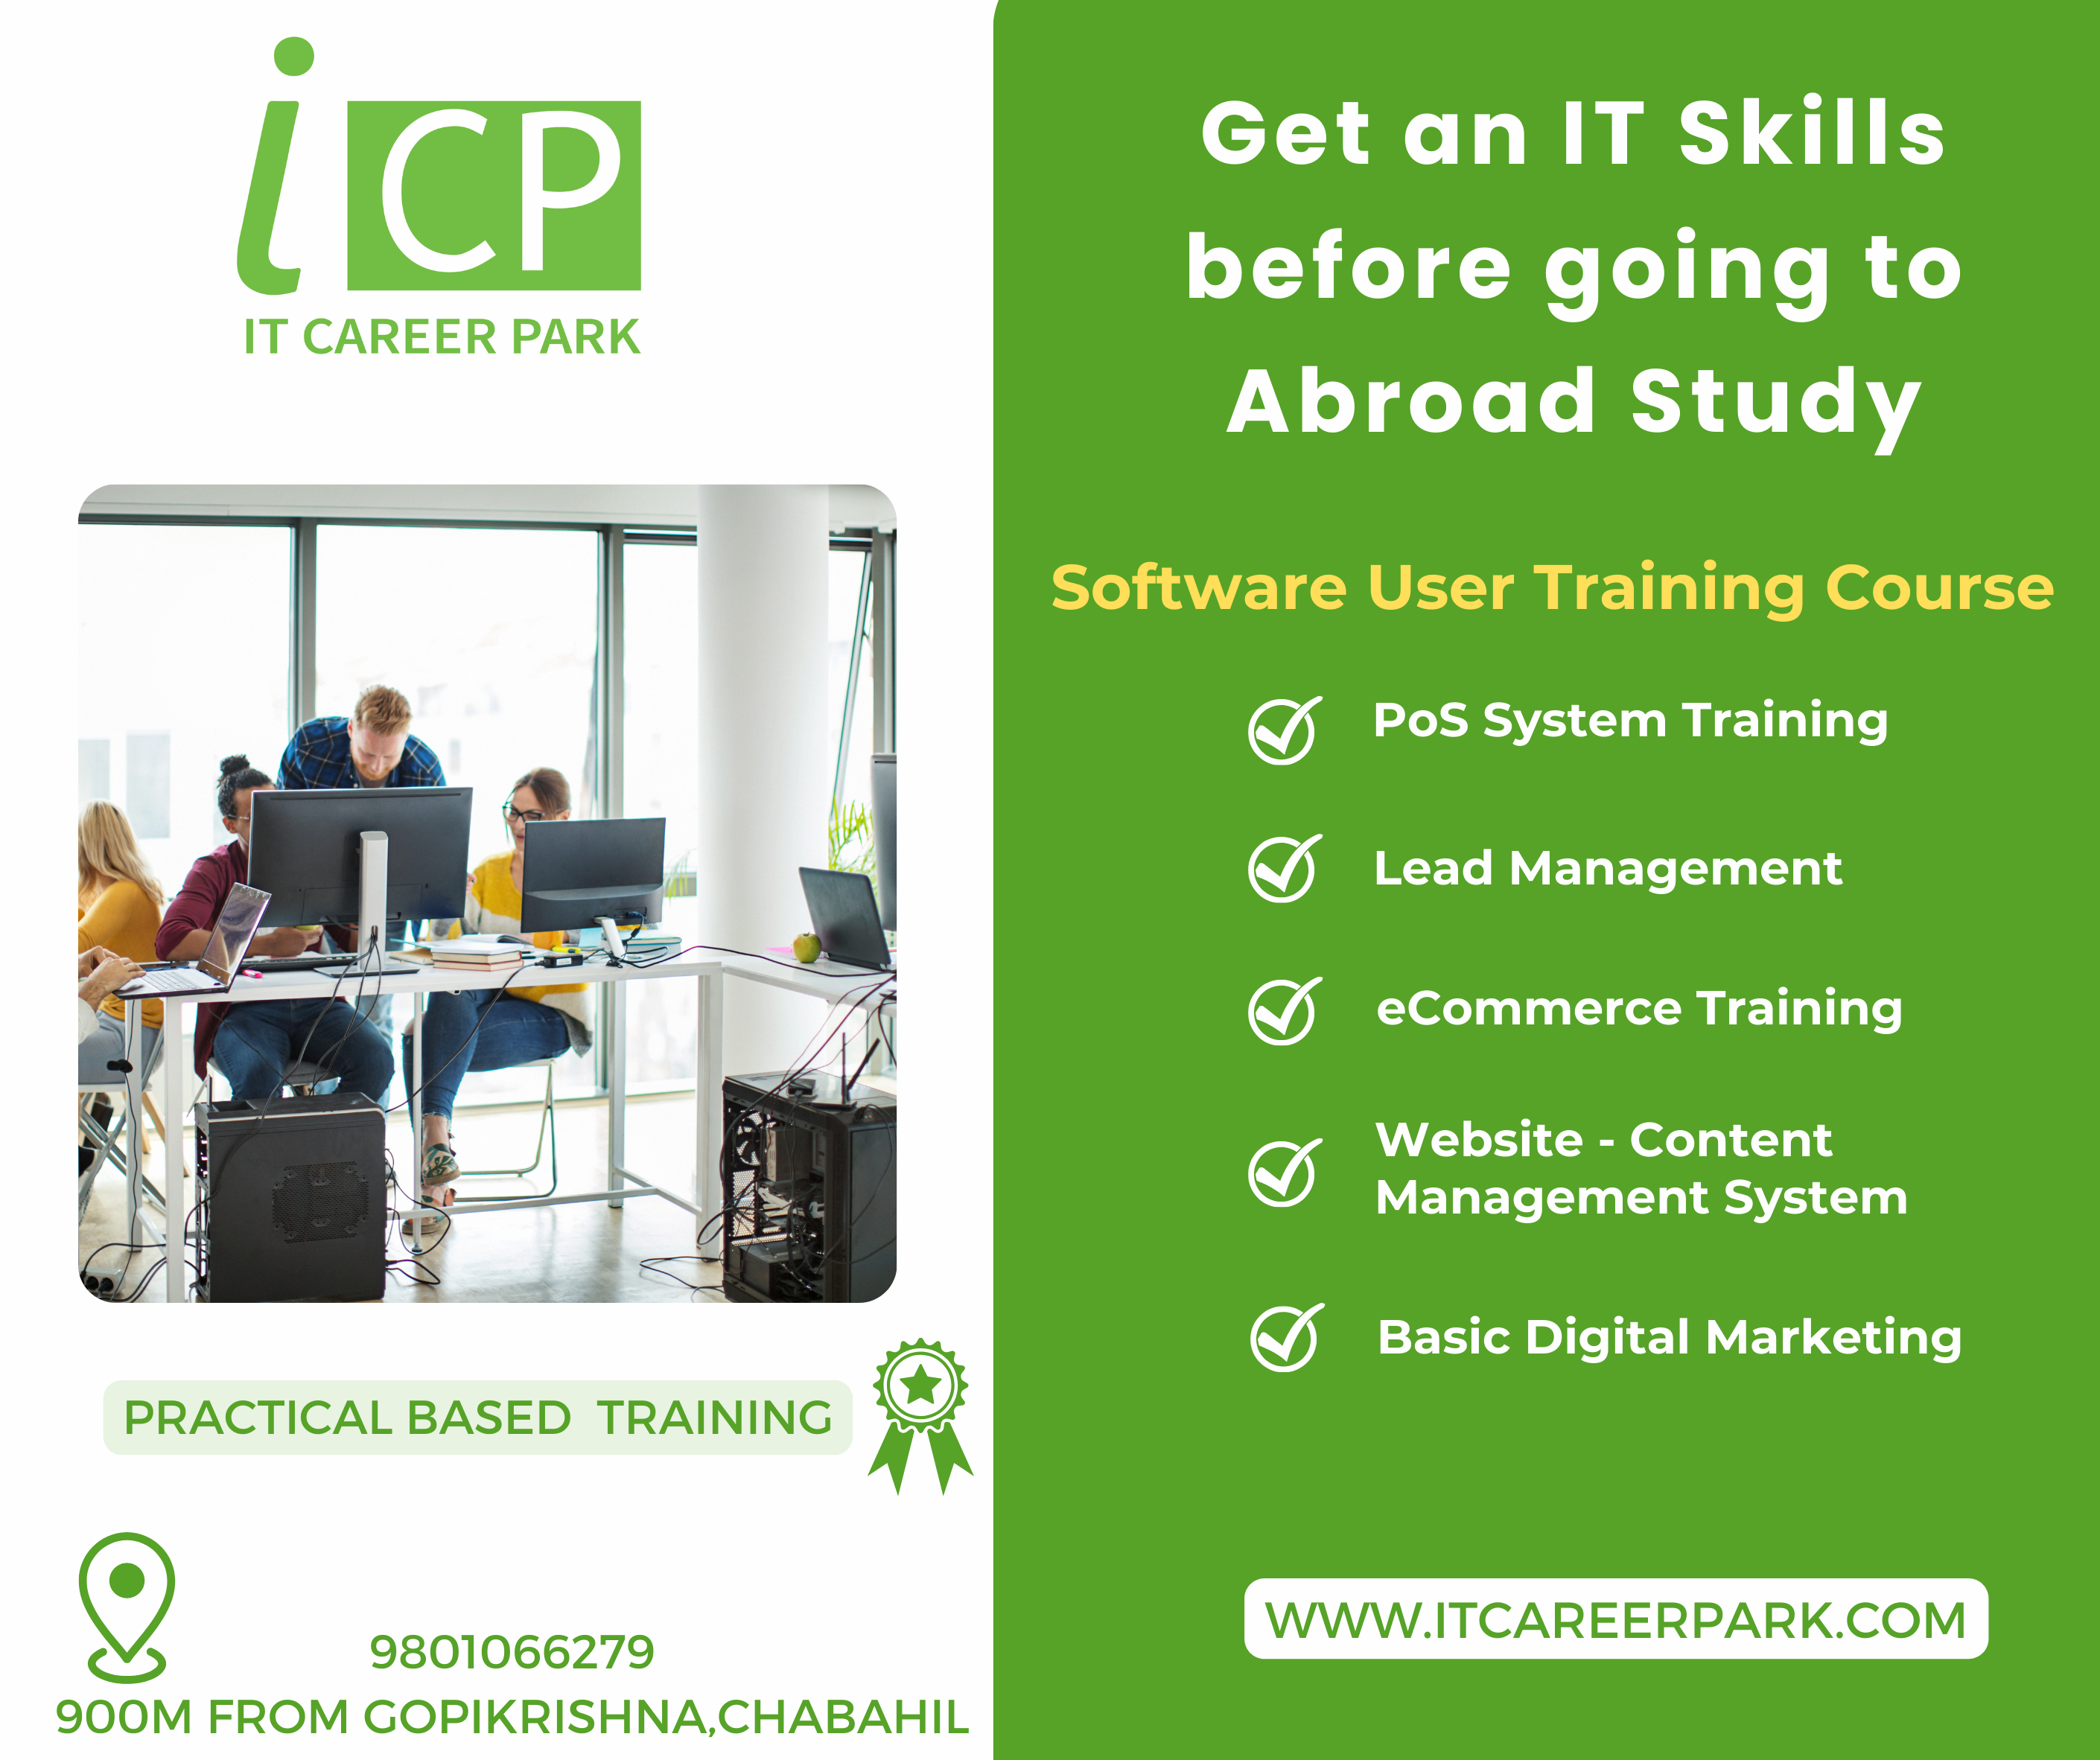 i CP
IT CAREER PARK
PRACTICAL BASED TRAINING
9801066279
900M FROM GOPIKRISHNA,CHABAHIL
Get an IT Skills
before going to
Abroad Study
Software User Training Course
PoS System Training
Lead Management
eCommerce Training
Website - Content
Management System
Basic Digital Marketing
WWW.ITCAREERPARK.COM